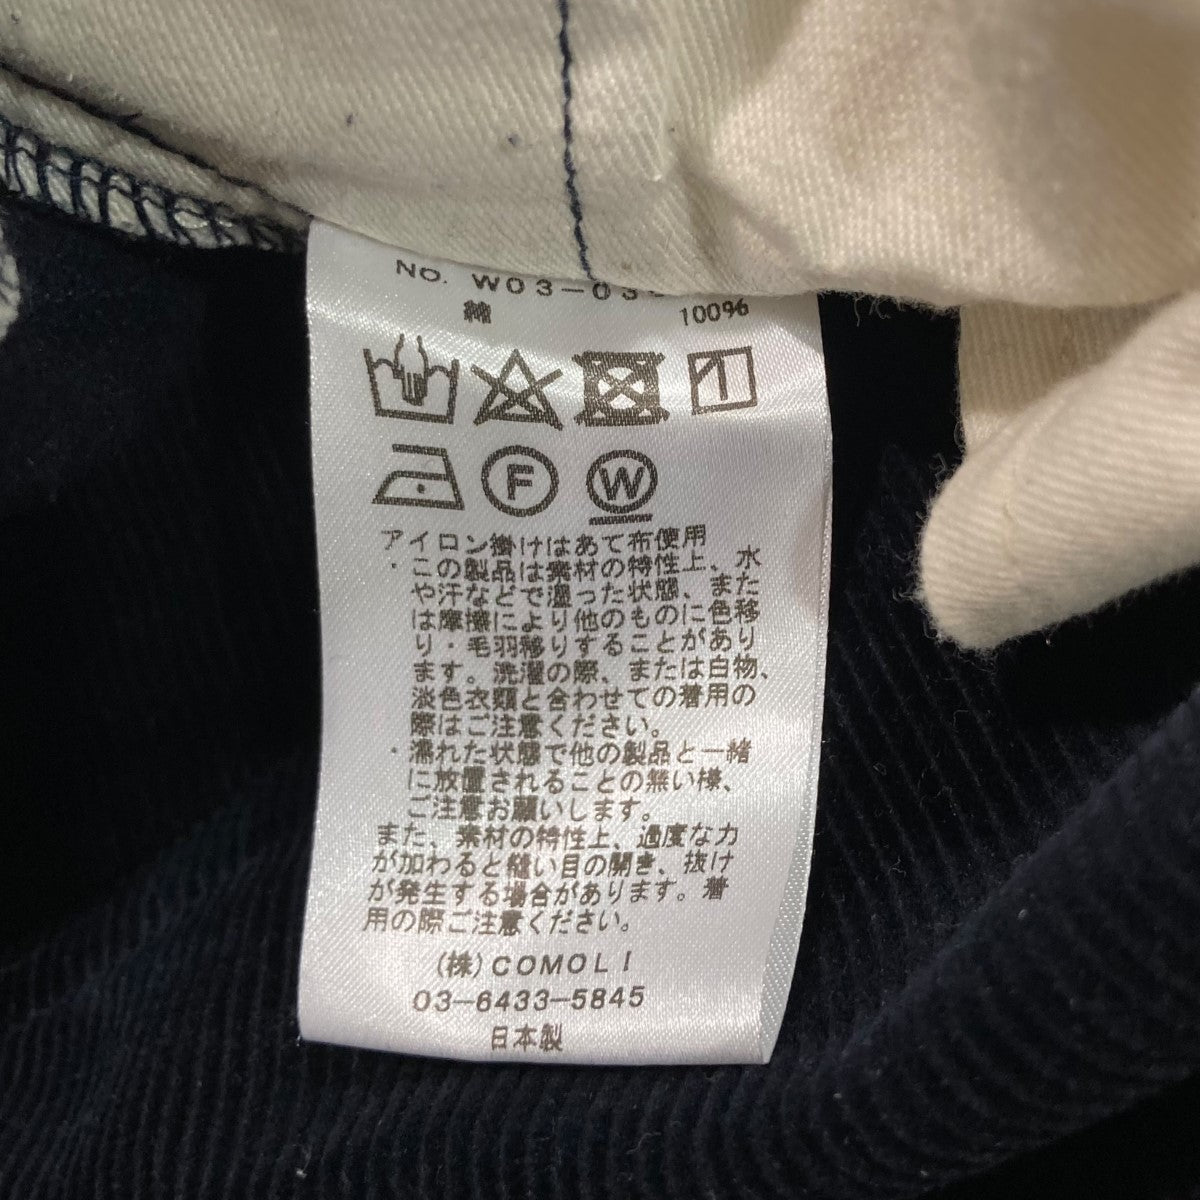 NO. W03-03
綿 100%
F W
アイロン掛けはあて布使用
・この製品は素材の特性上、水
や汗などで湿った状態、また
は摩擦により他のものに色移
り・毛羽移りすることがあり
ます。洗濯の際、または白物、
淡色衣類と合わせての着用の
際はご注意ください。
・濡れた状態で他の製品と一緒
に放置されることの無い様、
ご注意お願いします。
また、素材の特性上、過度な力
が加わると縫い目の開き、抜け
が発生する場合があります。着
用の際ご注意ください。
(株)COMOLI
03-6433-5845
日本製